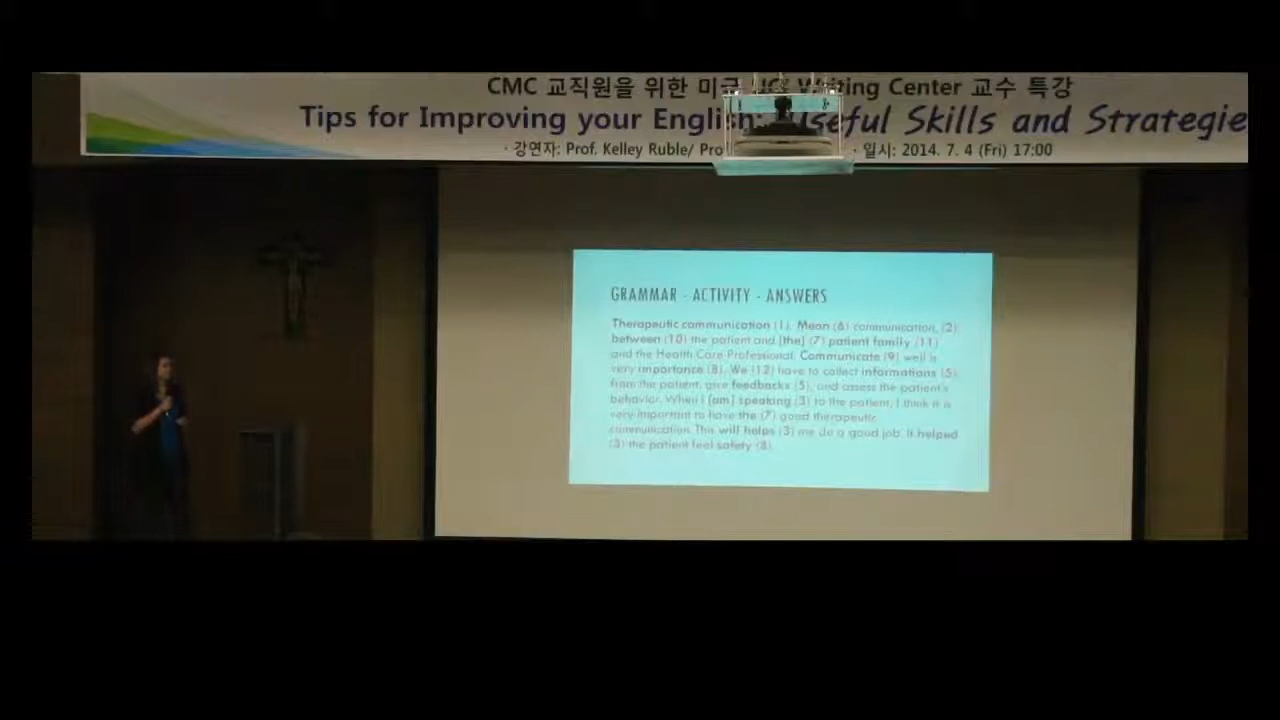 CMC 교직원을 위한 미국 UCI Writing Center 교수 특강
Tips for Improving your English: Useful Skills and Strategie
· 강연자: Prof. Kelley Ruble/ Pro
· 일시: 2014. 7. 4 (Fri) 17:00
GRAMMAR - ACTIVITY - ANSWERS
Therapeutic communication (1). Mean (6) communication, (2)
between (10) the patient and [the] (7) patient family (11)
and the Health Care Professional. Communicate (9) well is
very importance (8). We (12) have to collect informations (5)
from the patient, give feedbacks (5), and assess the patient's
behavior. When I [am] speaking (3) to the patient, I think it is
very important to have the (7) good therapeutic
communication. This will helps (3) me do a good job. It helped
(3) the patient feel safety (8).